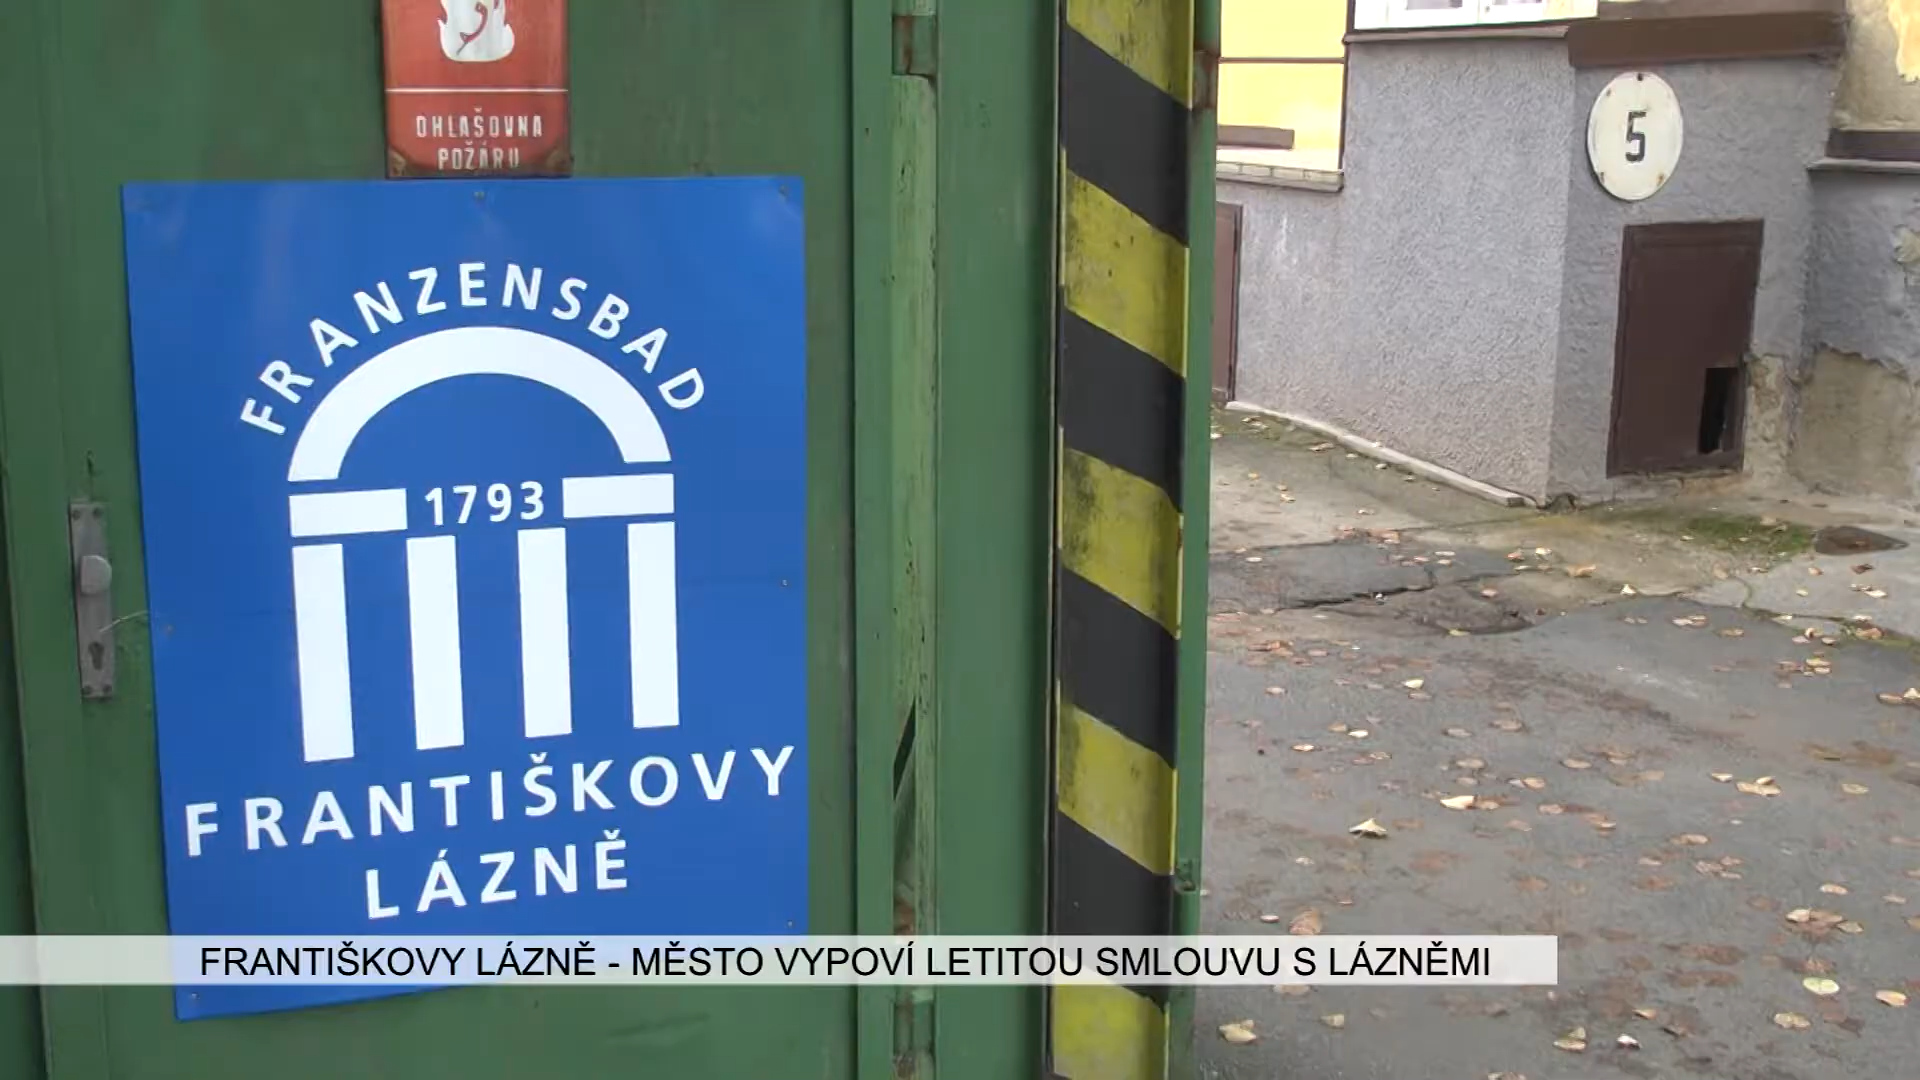 OHLAŠOVNA
POŽÁRU
5
FRANZENSBAD
1793
FRANTIŠKOVY
LÁZNĚ
FRANTIŠKOVY LÁZNĚ - MĚSTO VYPOVÍ LETITOU SMLOUVU S LÁZNĚMI